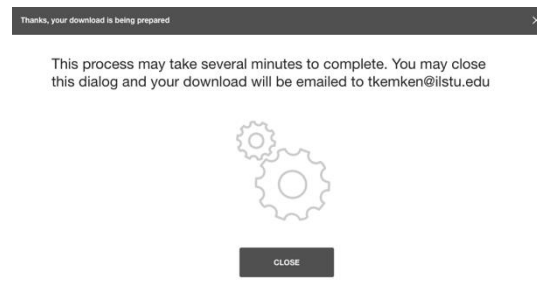 Thanks, your download is being prepared
This process may take several minutes to complete. You may close
this dialog and your download will be emailed to tkemken@ilstu.edu
CLOSE